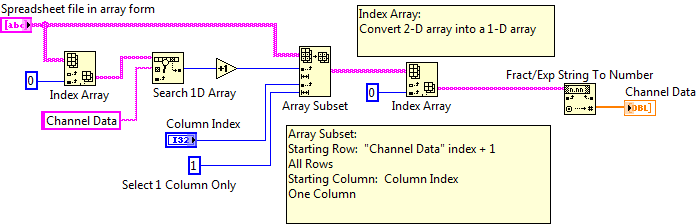 Spreadsheet file in array form
[abc]
Index Array:
Convert 2-D array into a 1-D array
0
Index Array
Search 1D Array
+1
Array Subset
0
Index Array
Fract/Exp String To Number
n.nn
Channel Data
DBL
Channel Data
Column Index
I32
1
Select 1 Column Only
Array Subset:
Starting Row:  "Channel Data" index + 1
All Rows
Starting Column:  Column Index
One Column